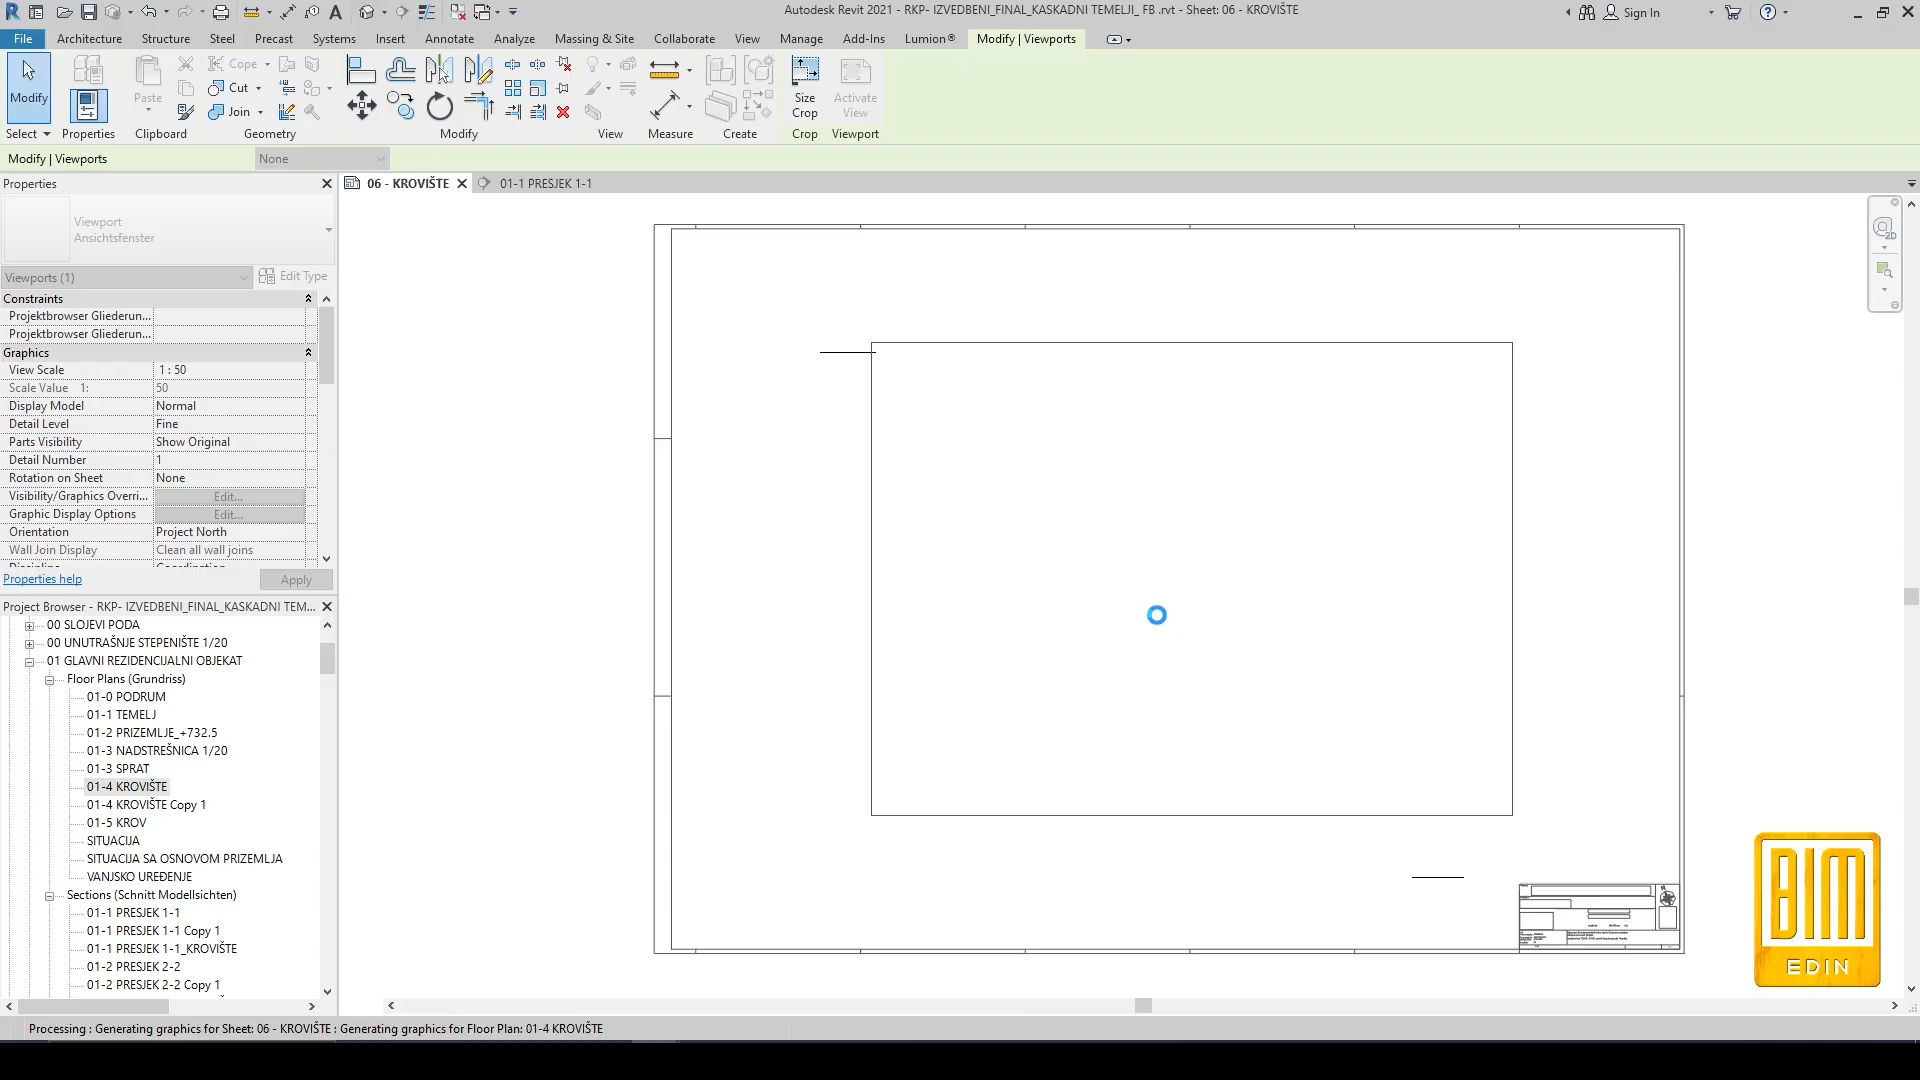 Autodesk Revit 2021 - RKP- IZVEDBENI_FINAL_KASKADNI TEMELJI_ FB .rvt - Sheet: 06 - KROVIŠTE
Sign In
File Architecture Structure Steel Precast Systems Insert Annotate Analyze Massing & Site Collaborate View Manage Add-Ins Lumion® Modify | Viewports
Modify
Paste
Cope
Cut
Join
Size Crop
Activate View
Select Properties Clipboard Geometry Modify View Measure Create Crop Viewport
Modify | Viewports
None
Properties
06 - KROVIŠTE
01-1 PRESJEK 1-1
Viewport
Ansichtsfenster
Viewports (1)
Edit Type
Constraints
Projektbrowser Gliederun...
Projektbrowser Gliederun...
Graphics
View Scale 1 : 50
Scale Value 1: 50
Display Model Normal
Detail Level Fine
Parts Visibility Show Original
Detail Number 1
Rotation on Sheet None
Visibility/Graphics Overri... Edit...
Graphic Display Options Edit...
Orientation Project North
Wall Join Display Clean all wall joins
Properties help
Apply
Project Browser - RKP- IZVEDBENI_FINAL_KASKADNI TEM...
00 SLOJEVI PODA
00 UNUTRAŠNJE STEPENIŠTE 1/20
01 GLAVNI REZIDENCIJALNI OBJEKAT
Floor Plans (Grundriss)
01-0 PODRUM
01-1 TEMELJ
01-2 PRIZEMLJE_+732.5
01-3 NADSTREŠNICA 1/20
01-3 SPRAT
01-4 KROVIŠTE
01-4 KROVIŠTE Copy 1
01-5 KROV
SITUACIJA
SITUACIJA SA OSNOVOM PRIZEMLJA
VANJSKO UREĐENJE
Sections (Schnitt Modellsichten)
01-1 PRESJEK 1-1
01-1 PRESJEK 1-1 Copy 1
01-1 PRESJEK 1-1_KROVIŠTE
01-2 PRESJEK 2-2
01-2 PRESJEK 2-2 Copy 1
BIM
EDIN
Processing : Generating graphics for Sheet: 06 - KROVIŠTE : Generating graphics for Floor Plan: 01-4 KROVIŠTE